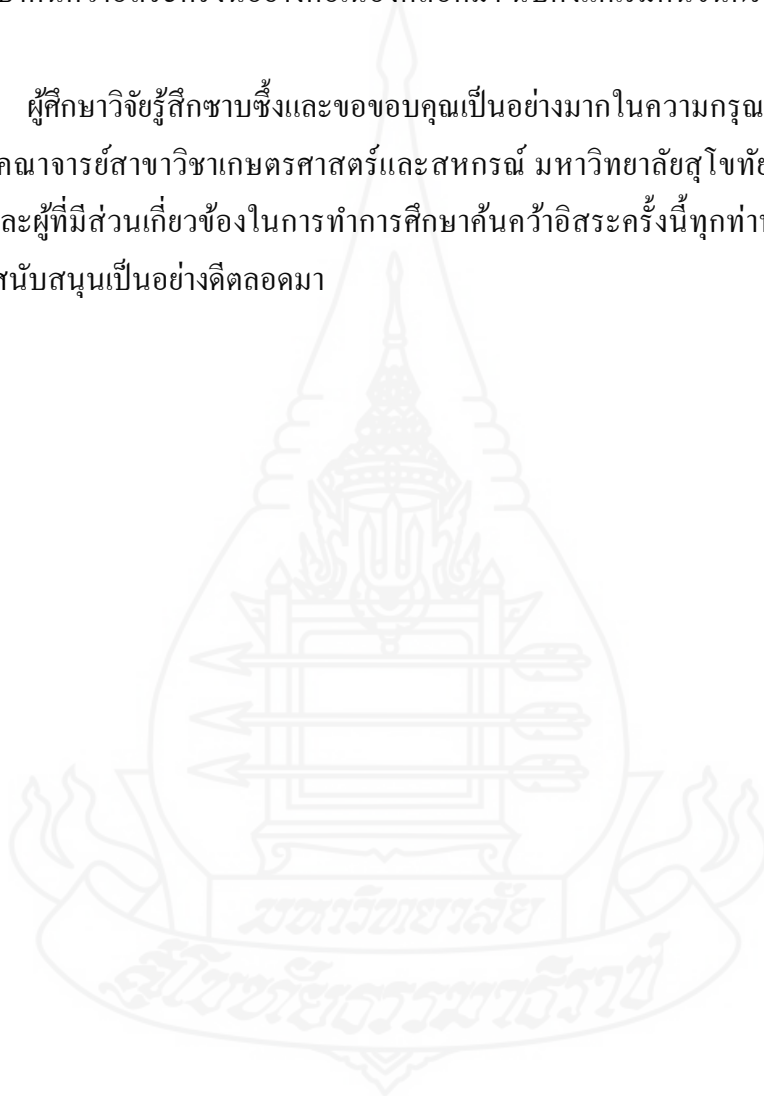 ผู้ศึกษาวิจัยรู้สึกซาบซึ้งและขอขอบคุณเป็นอย่างมากในความกรุณ
คณาจารย์สาขาวิชาเกษตรศาสตร์และสหกรณ์ มหาวิทยาลัยสุโขทัย
ละผู้ที่มีส่วนเกี่ยวข้องในการทำการศึกษาค้นคว้าอิสระครั้งนี้ทุกท่าน
สนับสนุนเป็นอย่างดีตลอดมา
มหาวิทยาลัย
สุโขทัยธรรมาธิราช